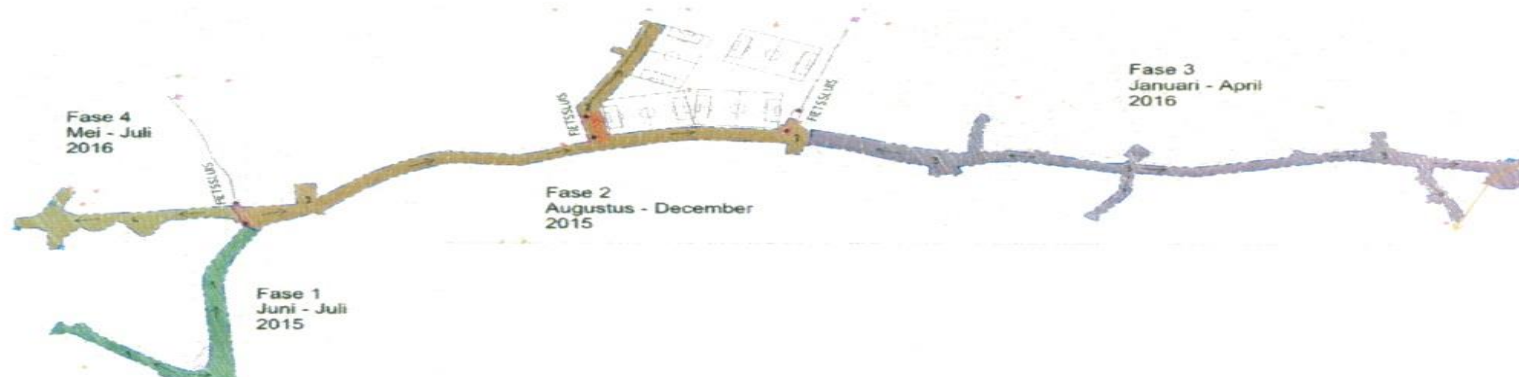 Fase 4
Mei - Juli
2016
FIETSSLUIS
Fase 1
Juni - Juli
2015
FIETSSLUIS
Fase 2
Augustus - December
2015
FIETSSLUIS
Fase 3
Januari - April
2016